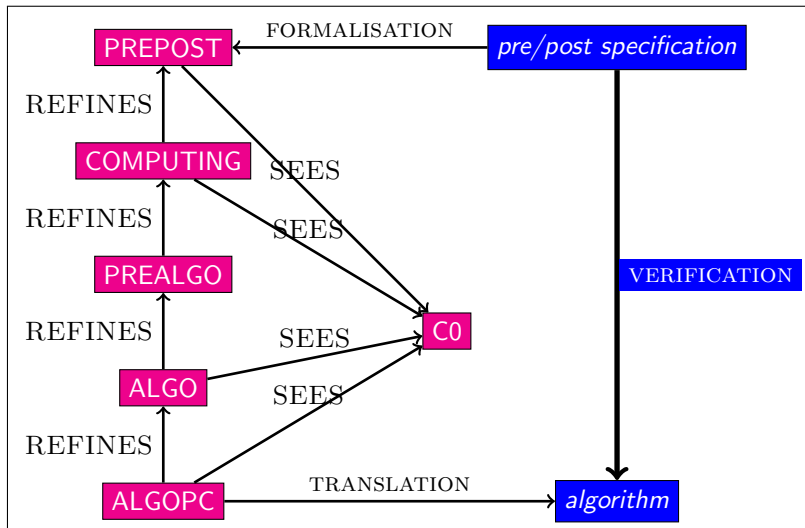 FORMALISATION
PREPOST
pre/post specification
REFINES
COMPUTING
SEES
REFINES
SEES
PREALGO
VERIFICATION
REFINES
SEES
C0
ALGO
SEES
REFINES
ALGOPC
TRANSLATION
algorithm